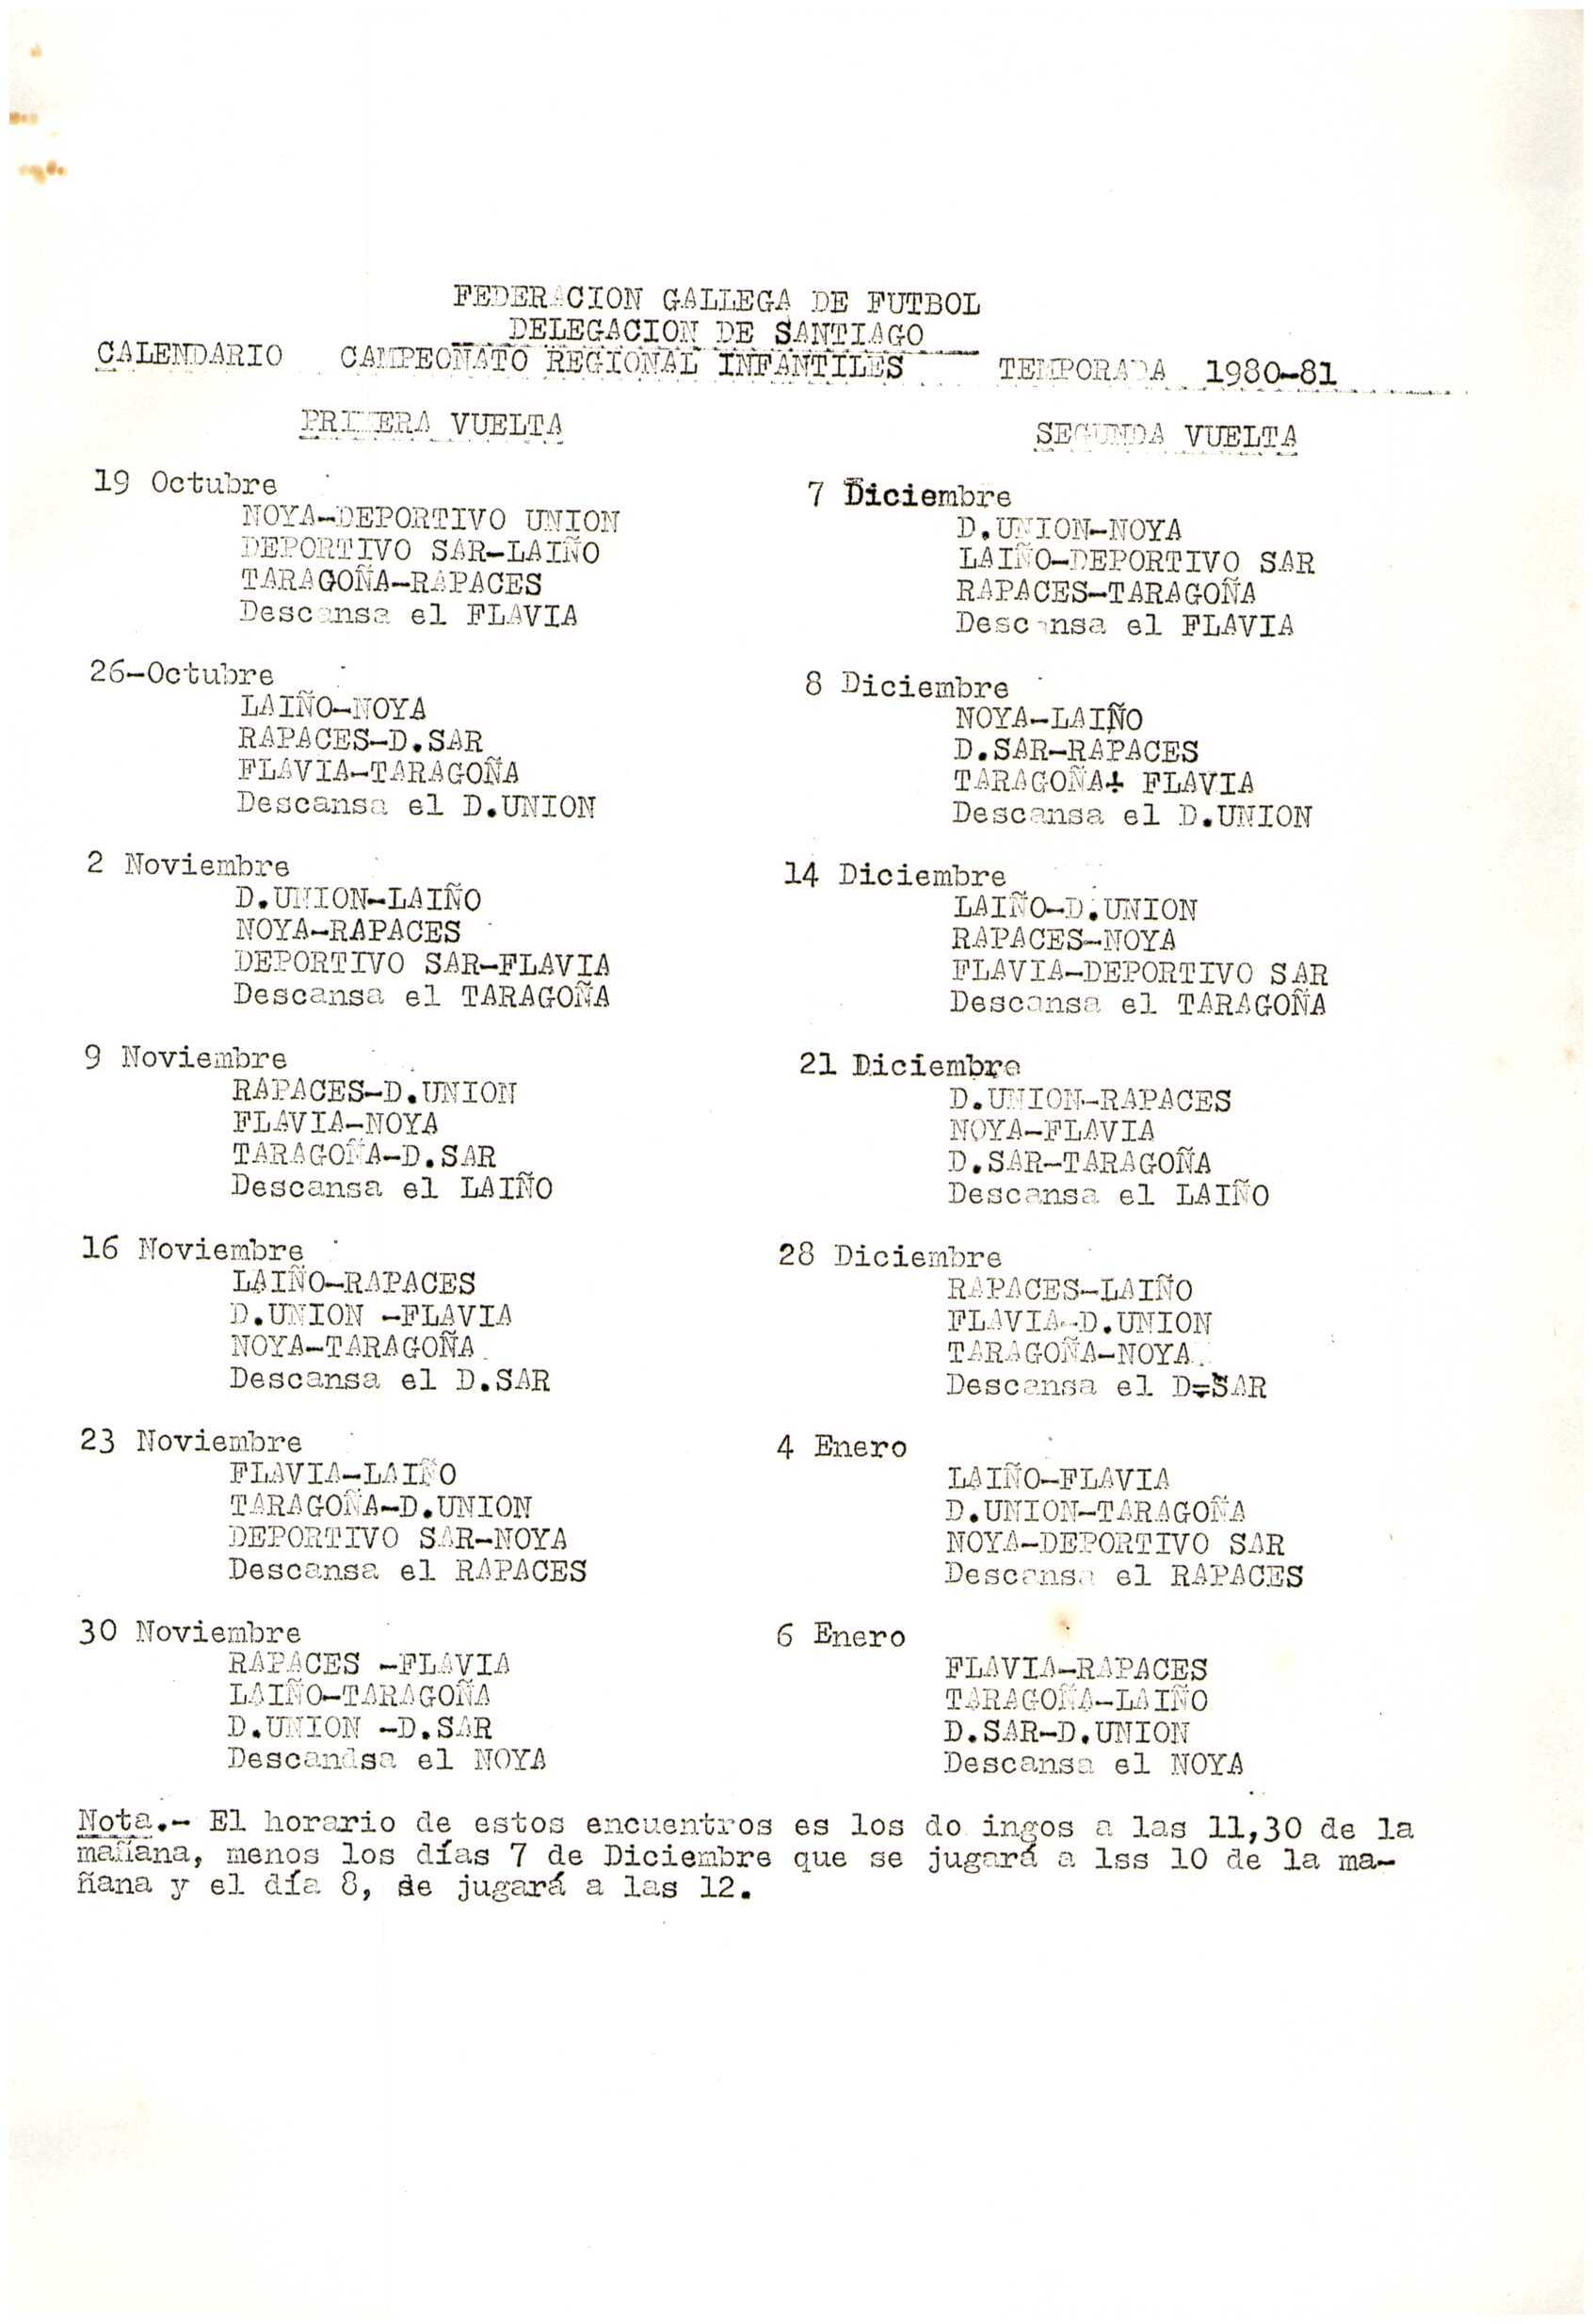 FEDERACION GALLEGA DE FUTBOL
DELEGACION DE SANTIAGO
CALENDARIO CAMPEOÑATO REGIONAL INFANTILES TEMPORADA 1980-81
PRIMERA VUELTA
19 Octubre
NOYA-DEPORTIVO UNION
DEPORTIVO SAR-LAIÑO
TARAGOÑA-RAPACES
Descansa el FLAVIA
26-Octubre
LAIÑO-NOYA
RAPACES-D.SAR
FLAVIA-TARAGOÑA
Descansa el D.UNION
2 Noviembre
D.UNION-LAIÑO
NOYA-RAPACES
DEPORTIVO SAR-FLAVIA
Descansa el TARAGOÑA
9 Noviembre
RAPACES-D.UNION
FLAVIA-NOYA
TARAGOÑA-D.SAR
Descansa el LAIÑO
16 Noviembre
LAIÑO-RAPACES
D.UNION -FLAVIA
NOYA-TARAGOÑA
Descansa el D.SAR
23 Noviembre
FLAVIA-LAIÑO
TARAGOÑA-D.UNION
DEPORTIVO SAR-NOYA
Descansa el RAPACES
30 Noviembre
RAPACES -FLAVIA
LAIÑO-TARAGOÑA
D.UNION -D.SAR
Descandsa el NOYA
SEGUNDA VUELTA
7 Diciembre
D.UNION-NOYA
LAIÑO-DEPORTIVO SAR
RAPACES-TARAGOÑA
Descansa el FLAVIA
8 Diciembre
NOYA-LAIÑO
D.SAR-RAPACES
TARAGOÑA+ FLAVIA
Descansa el D.UNION
14 Diciembre
LAIÑO-D.UNION
RAPACES-NOYA
FLAVIA-DEPORTIVO SAR
Descansa el TARAGOÑA
21 Diciembre
D.UNION-RAPACES
NOYA-FLAVIA
D.SAR-TARAGOÑA
Descansa el LAIÑO
28 Diciembre
RAPACES-LAIÑO
FLAVIA-D.UNION
TARAGOÑA-NOYA.
Descansa el D=SAR
4 Enero
LAIÑO-FLAVIA
D.UNION-TARAGOÑA
NOYA-DEPORTIVO SAR
Descansa el RAPACES
6 Enero
FLAVIA-RAPACES
TARAGOÑA-LAIÑO
D.SAR-D.UNION
Descansa el NOYA
Nota.- El horario de estos encuentros es los do ingos a las 11,30 de la
mañana, menos los días 7 de Diciembre que se jugará a lss 10 de la ma-
ñana y el día 8, se jugará a las 12.